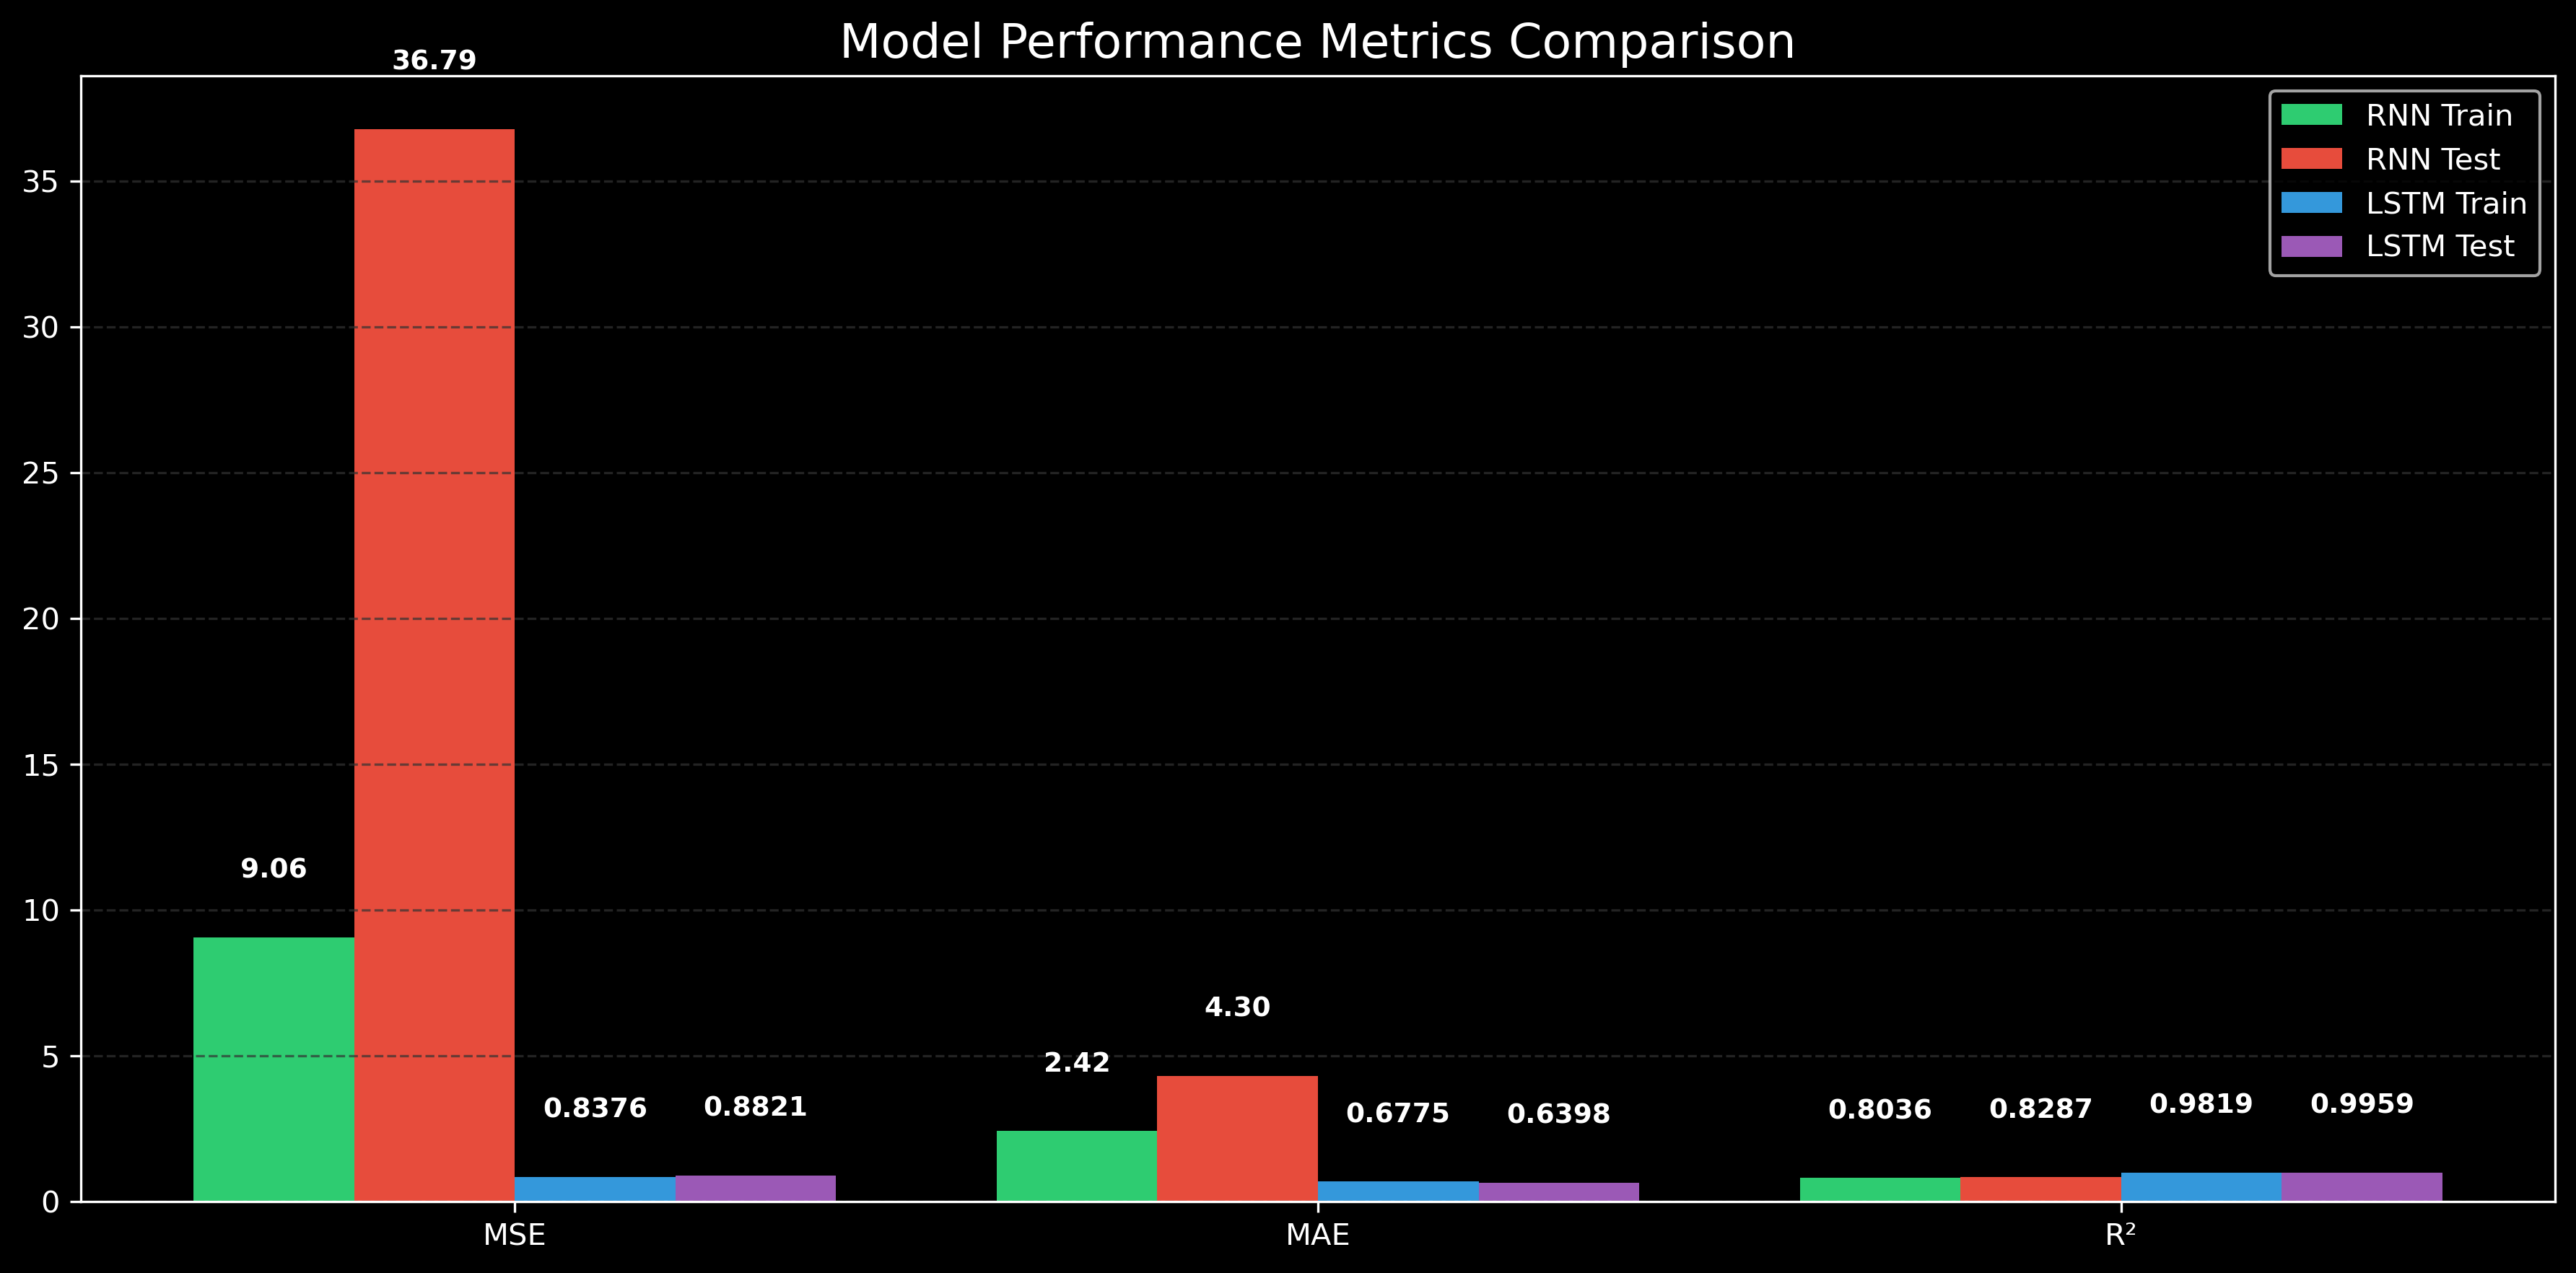 Model Performance Metrics Comparison
36.79
RNN Train
RNN Test
LSTM Train
LSTM Test
35
30
25
20
15
10
5
0
9.06
0.8376
0.8821
2.42
4.30
0.6775
0.6398
0.8036
0.8287
0.9819
0.9959
MSE
MAE
R²